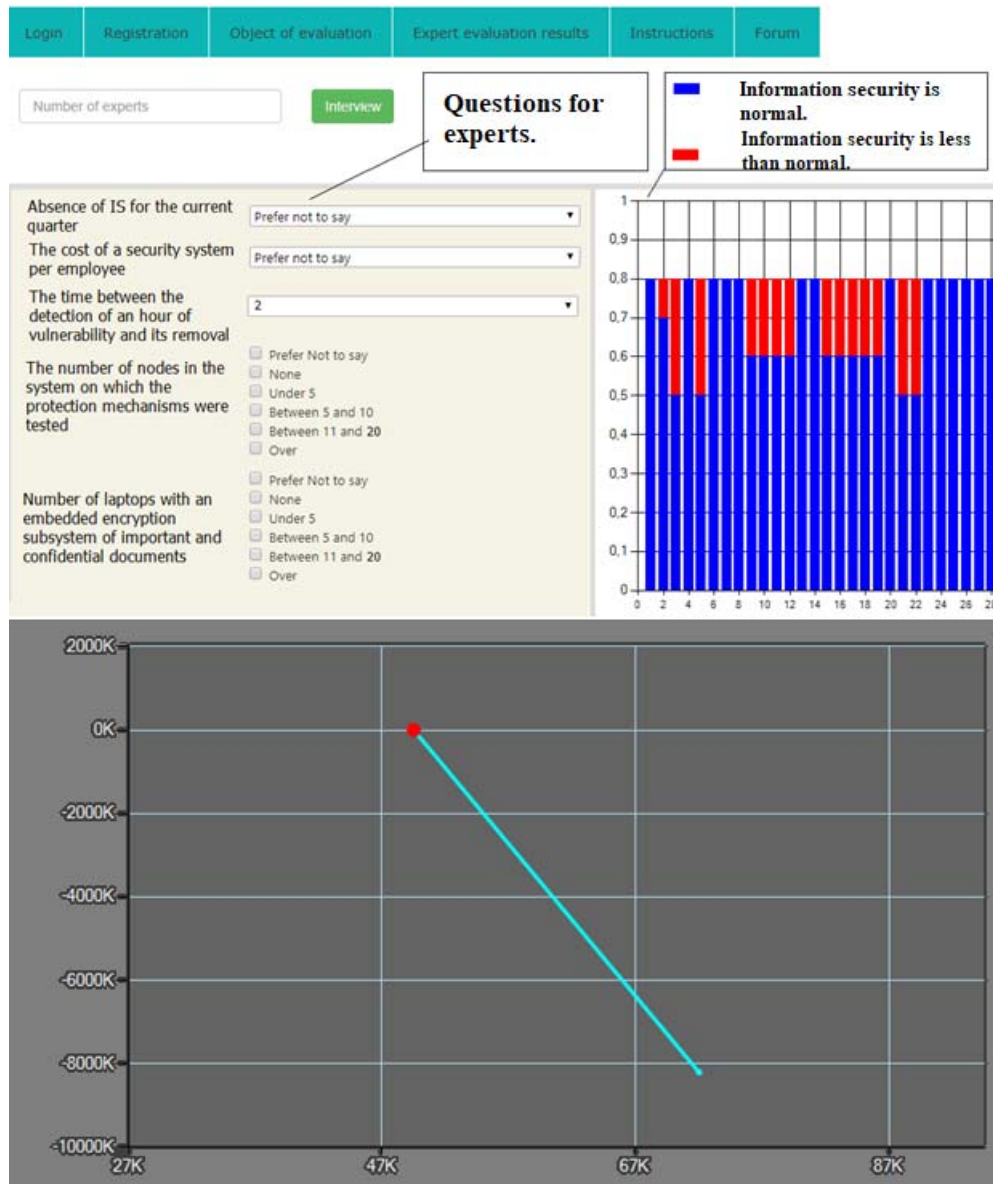 Login Registration Object of evaluation Expert evaluation results Instructions Forum
Number of experts
Interview
Questions for
experts.
Information security is
normal.
Information security is less
than normal.
Absence of IS for the current
quarter
Prefer not to say
The cost of a security system
per employee
Prefer not to say
The time between the
detection of an hour of
vulnerability and its removal
2
The number of nodes in the
system on which the
protection mechanisms were
tested
Prefer Not to say
None
Under 5
Between 5 and 10
Between 11 and 20
Over
Number of laptops with an
embedded encryption
subsystem of important and
confidential documents
Prefer Not to say
None
Under 5
Between 5 and 10
Between 11 and 20
Over
1
0,9
0,8
0,7
0,6
0,5
0,4
0,3
0,2
0,1
0
0 2 4 6 8 10 12 14 16 18 20 22 24 26
2000K
0K
-2000K
-4000K
-6000K
-8000K
-10000K
27K 47K 67K 87K